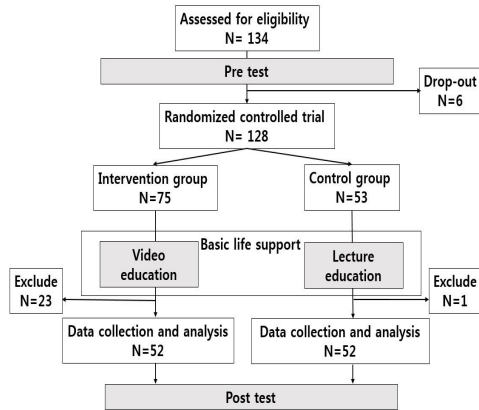 Assessed for eligibility
N= 134
Pre test
Drop-out
N=6
Randomized controlled trial
N= 128
Intervention group
N=75
Control group
N=53
Basic life support
Video
education
Lecture
education
Exclude
N=23
Exclude
N=1
Data collection and analysis
N=52
Data collection and analysis
N=52
Post test